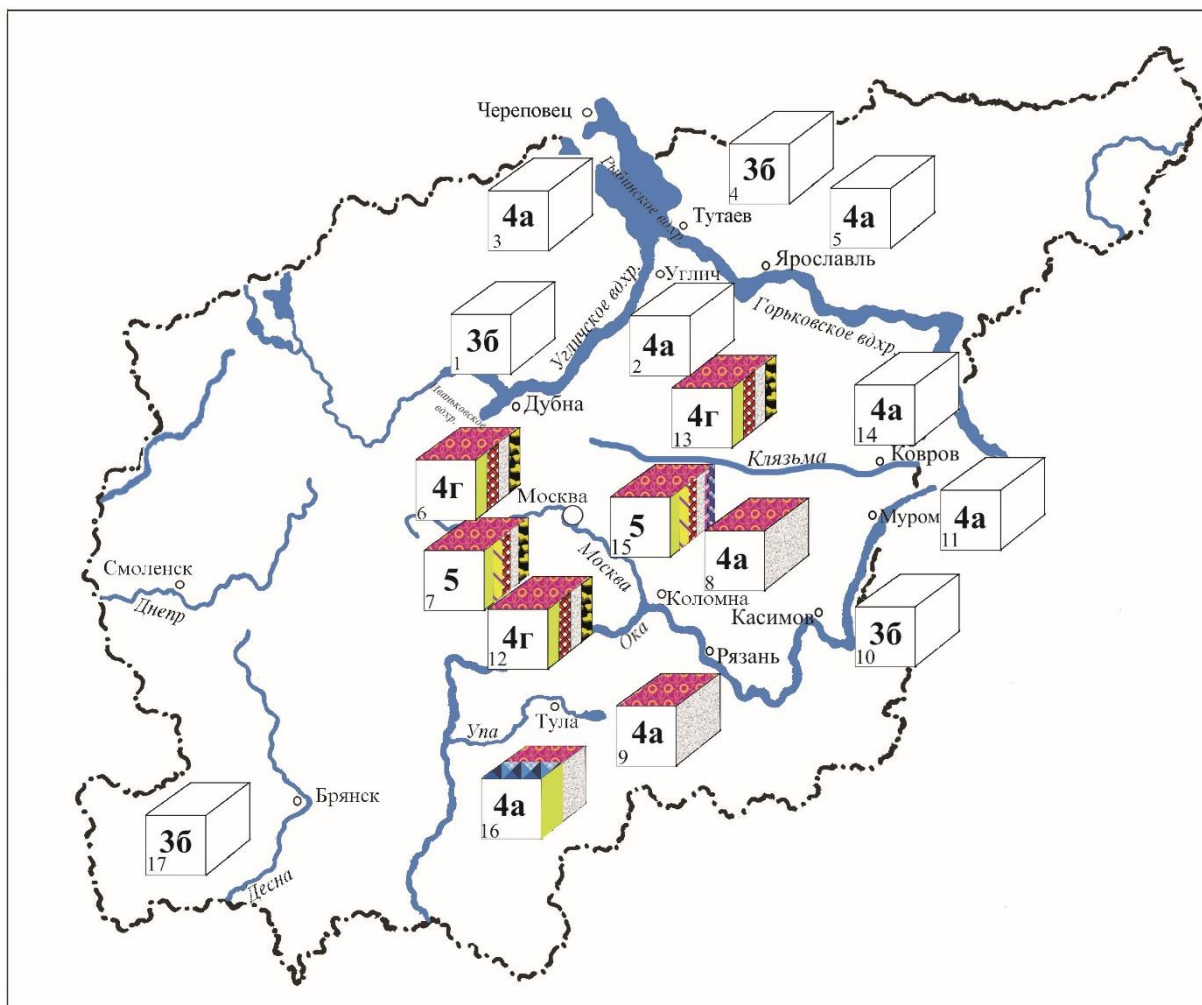 Череповец
3б
4
4а
3
Рыбинское вдхр.
4а
5
Тутаев
Ярославль
Углич
Угличское вдхр.
Горьковское вдхр.
3б
1
4а
2
Иваньковское
вдхр.
Дубна
4г
13
4а
14
Клязьма
Ковров
4г
6
Москва
5
15
4а
11
Муром
4а
8
5
7
Москва
Смоленск
Днепр
Коломна
Касимов
4г
12
Ока
3б
10
Рязань
Упа
Тула
4а
9
4а
16
Брянск
3б
17
Десна